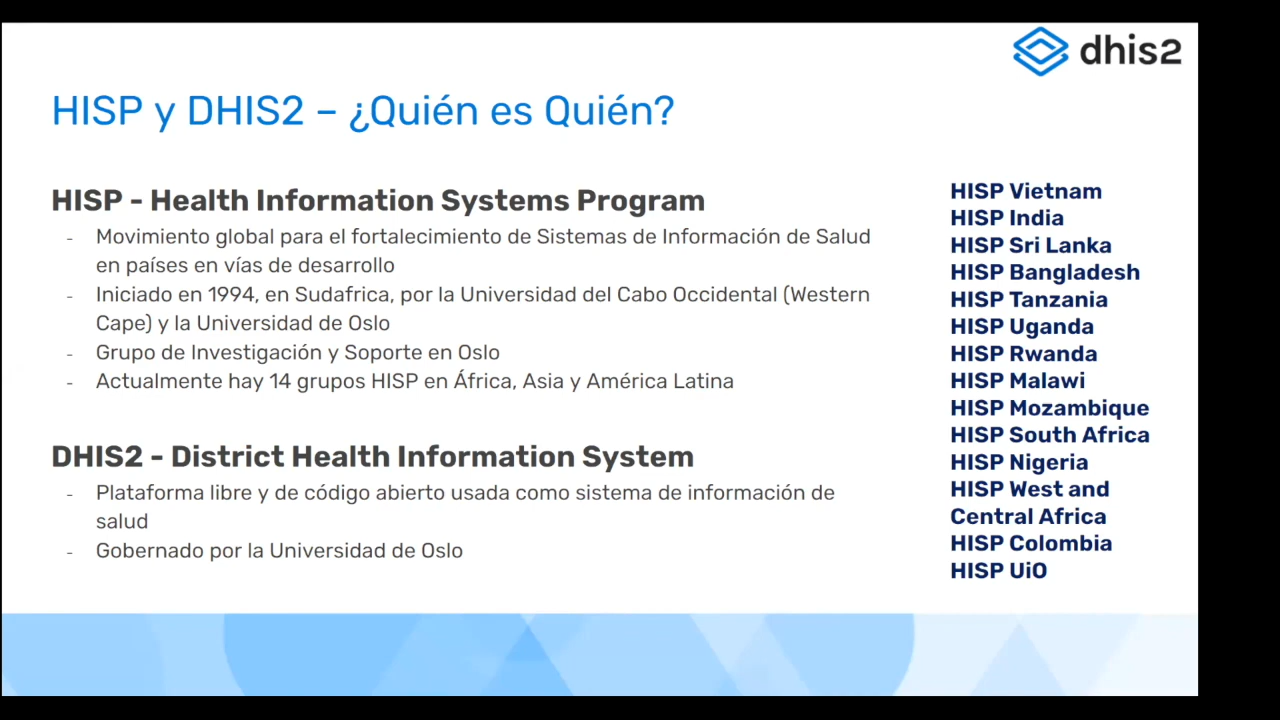 dhis2
HISP y DHIS2 – ¿Quién es Quién?
HISP - Health Information Systems Program
- Movimiento global para el fortalecimiento de Sistemas de Información de Salud
en países en vías de desarrollo
- Iniciado en 1994, en Sudafrica, por la Universidad del Cabo Occidental (Western
Cape) y la Universidad de Oslo
- Grupo de Investigación y Soporte en Oslo
- Actualmente hay 14 grupos HISP en África, Asia y América Latina
DHIS2 - District Health Information System
- Plataforma libre y de código abierto usada como sistema de información de
salud
- Gobernado por la Universidad de Oslo
HISP Vietnam
HISP India
HISP Sri Lanka
HISP Bangladesh
HISP Tanzania
HISP Uganda
HISP Rwanda
HISP Malawi
HISP Mozambique
HISP South Africa
HISP Nigeria
HISP West and
Central Africa
HISP Colombia
HISP UiO